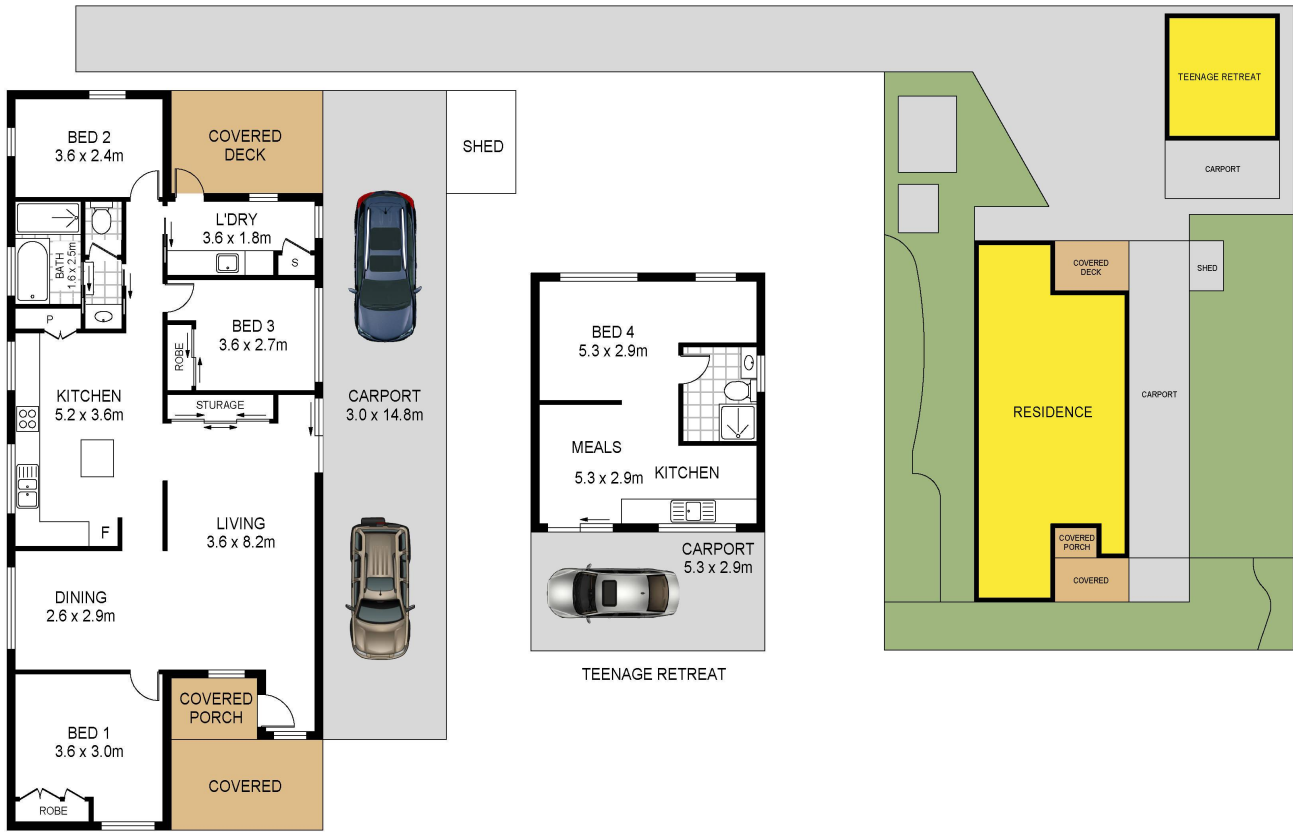 BED 2
3.6 x 2.4m
COVERED
DECK
SHED
L'DRY
3.6 x 1.8m
S
BATH
1.6 x 2.5m
P
BED 3
3.6 x 2.7m
ROBE
KITCHEN
5.2 x 3.6m
STURAGE
CARPORT
3.0 x 14.8m
F
LIVING
3.6 x 8.2m
DINING
2.6 x 2.9m
COVERED
PORCH
BED 1
3.6 x 3.0m
COVERED
ROBE
BED 4
5.3 x 2.9m
MEALS
5.3 x 2.9m
KITCHEN
CARPORT
5.3 x 2.9m
TEENAGE RETREAT
TEENAGE RETREAT
CARPORT
COVERED
DECK
SHED
CARPORT
RESIDENCE
COVERED
PORCH
COVERED